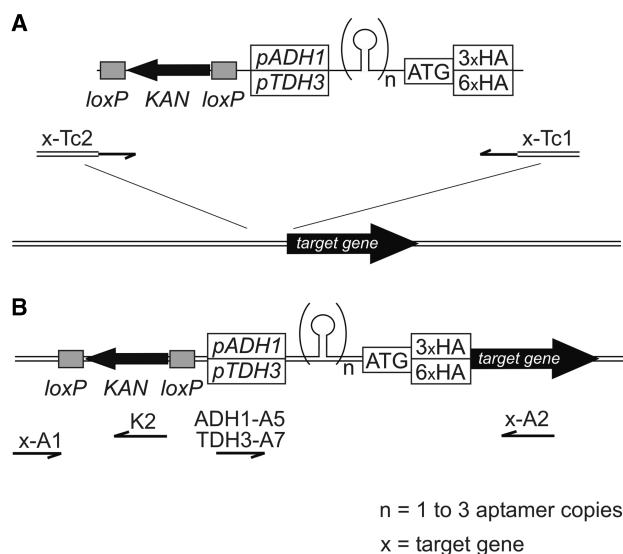 A
pADH1
pTDH3
n
ATG
3xHA
6xHA
loxP KAN loxP
x-Tc2
x-Tc1
target gene
B
pADH1
pTDH3
n
ATG
3xHA
6xHA
target gene
loxP KAN loxP
x-A1
K2
ADH1-A5
TDH3-A7
x-A2
n = 1 to 3 aptamer copies
x = target gene